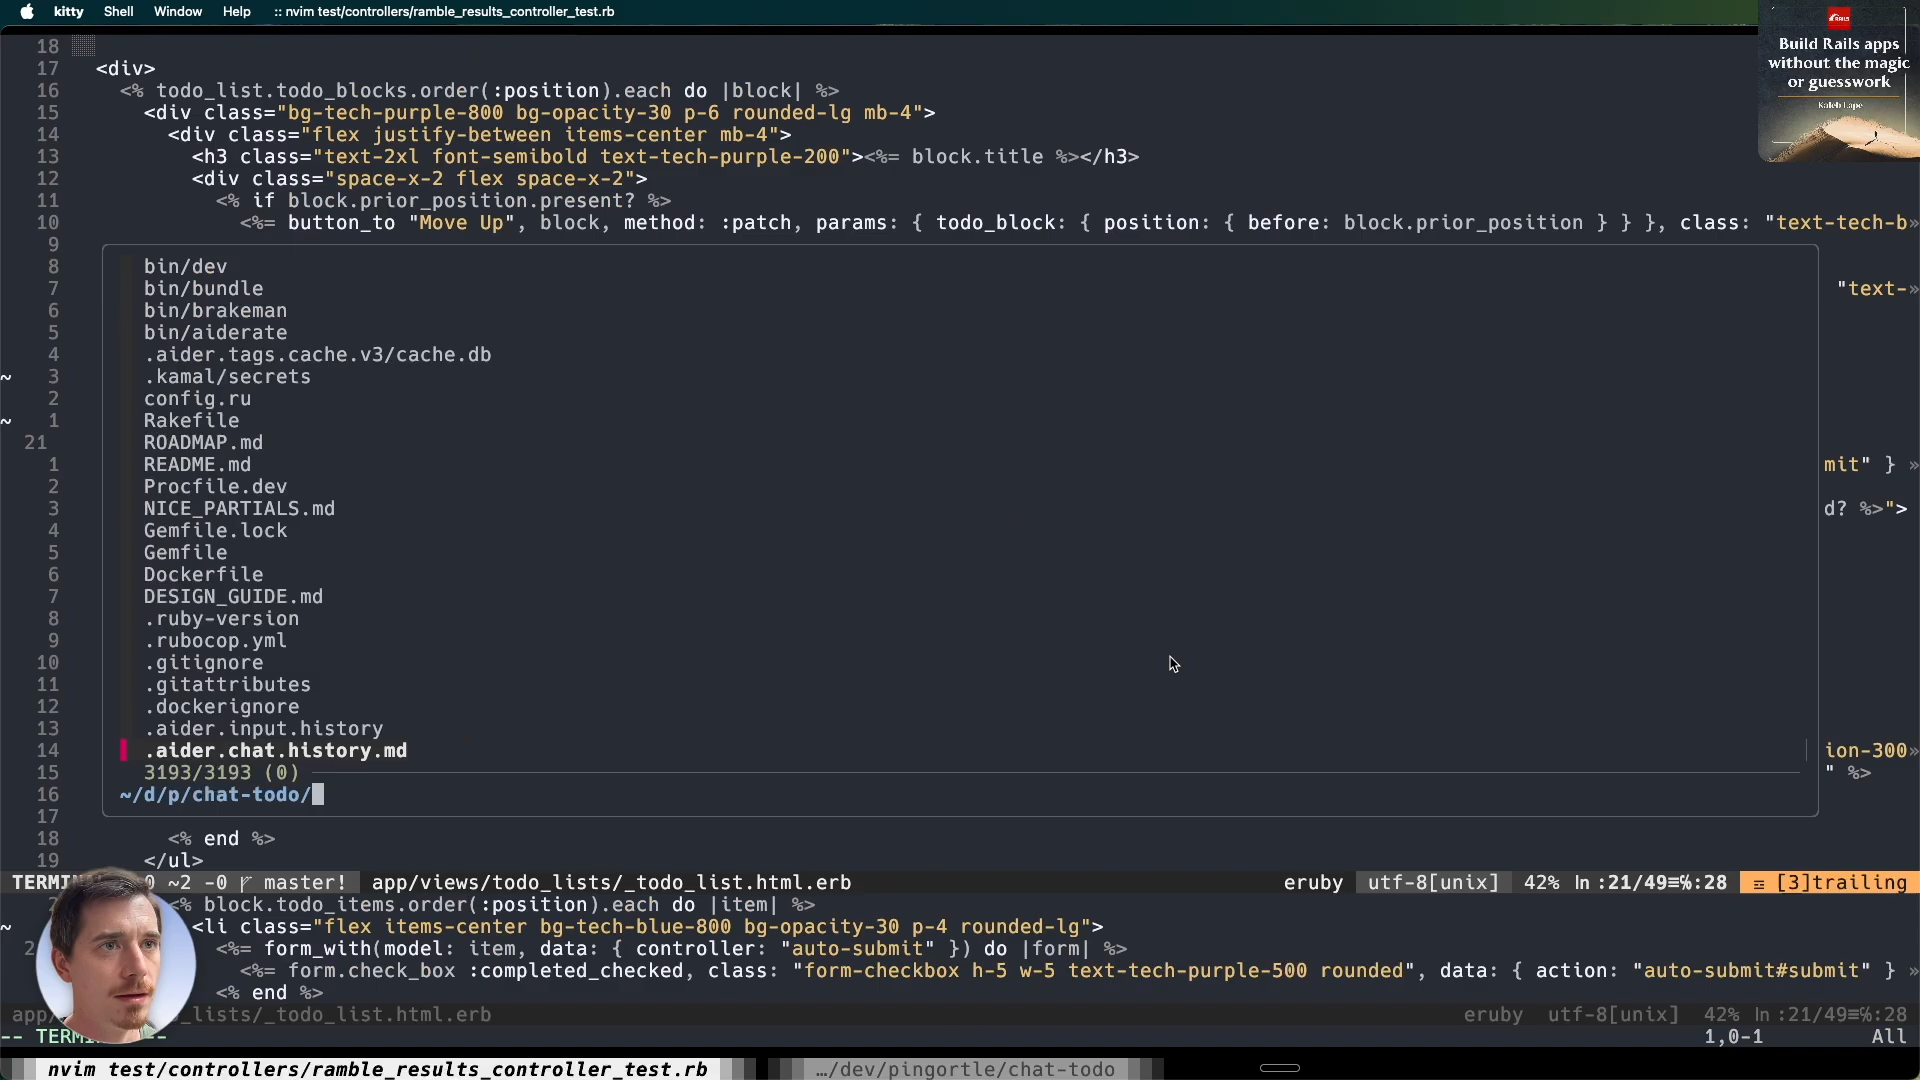 kitty Shell Window Help :: nvim test/controllers/ramble_results_controller_test.rb
RAILS
Build Rails apps
without the magic
or guesswork
Kaleb Lape
18
17 <div>
16 <% todo_list.todo_blocks.order(:position).each do |block| %>
15 <div class="bg-tech-purple-800 bg-opacity-30 p-6 rounded-lg mb-4">
14 <div class="flex justify-between items-center mb-4">
13 <h3 class="text-2xl font-semibold text-tech-purple-200"><%= block.title %></h3>
12 <div class="space-x-2 flex space-x-2">
11 <% if block.prior_position.present? %>
10 <%= button_to "Move Up", block, method: :patch, params: { todo_block: { position: { before: block.prior_position } } }, class: "text-tech-b»
9
8 bin/dev
7 bin/bundle "text-»
6 bin/brakeman
5 bin/aiderate
4 .aider.tags.cache.v3/cache.db
~ 3 .kamal/secrets
2 config.ru
~ 1 Rakefile
21 ROADMAP.md
1 README.md mit" } »
2 Procfile.dev
3 NICE_PARTIALS.md d? %>">
4 Gemfile.lock
5 Gemfile
6 Dockerfile
7 DESIGN_GUIDE.md
8 .ruby-version
9 .rubocop.yml
10 .gitignore
11 .gitattributes
12 .dockerignore
13 .aider.input.history
14 .aider.chat.history.md ion-300»
15 3193/3193 (0) " %>
16 ~/d/p/chat-todo/
17
18 <% end %>
19 </ul>
TERMI 0 ~2 -0 master! app/views/todo_lists/_todo_list.html.erb eruby utf-8[unix] 42% ln :21/49≡℅:28 [3]trailing
<% block.todo_items.order(:position).each do |item| %>
~ <li class="flex items-center bg-tech-blue-800 bg-opacity-30 p-4 rounded-lg">
2 <%= form_with(model: item, data: { controller: "auto-submit" }) do |form| %>
<%= form.check_box :completed_checked, class: "form-checkbox h-5 w-5 text-tech-purple-500 rounded", data: { action: "auto-submit#submit" } »
<% end %>
app/ _lists/_todo_list.html.erb eruby utf-8[unix] 42% ln :21/49≡℅:28
-- TERM -- 1,0-1 All
nvim test/controllers/ramble_results_controller_test.rb …/dev/pingortle/chat-todo